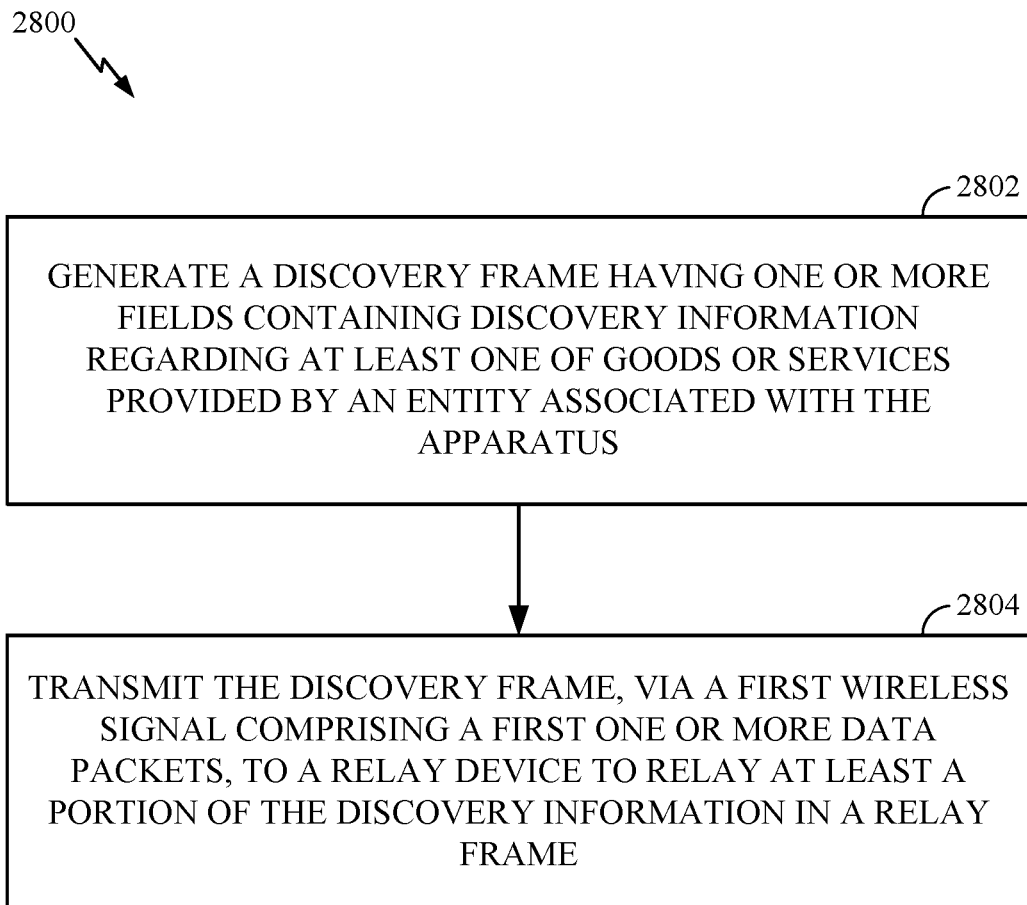 2800
2802
GENERATE A DISCOVERY FRAME HAVING ONE OR MORE
FIELDS CONTAINING DISCOVERY INFORMATION
REGARDING AT LEAST ONE OF GOODS OR SERVICES
PROVIDED BY AN ENTITY ASSOCIATED WITH THE
APPARATUS
2804
TRANSMIT THE DISCOVERY FRAME, VIA A FIRST WIRELESS
SIGNAL COMPRISING A FIRST ONE OR MORE DATA
PACKETS, TO A RELAY DEVICE TO RELAY AT LEAST A
PORTION OF THE DISCOVERY INFORMATION IN A RELAY
FRAME